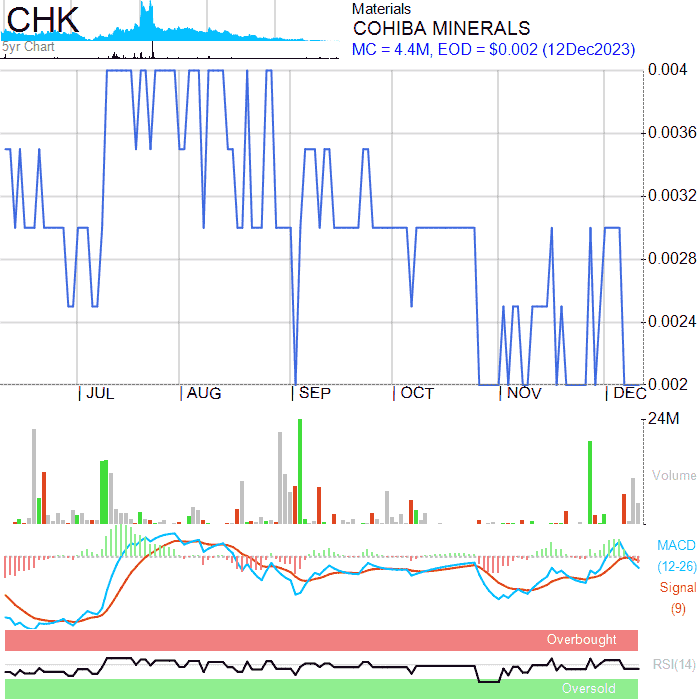 CHK
5yr Chart
Materials
COHIBA MINERALS
MC = 4.4M, EOD = $0.002 (12Dec2023)
0.004
0.0036
0.0032
0.0028
0.0024
0.002
JUL AUG SEP OCT NOV DEC
24M
Volume
MACD
(12-26)
Signal
(9)
Overbought
RSI(14)
Oversold